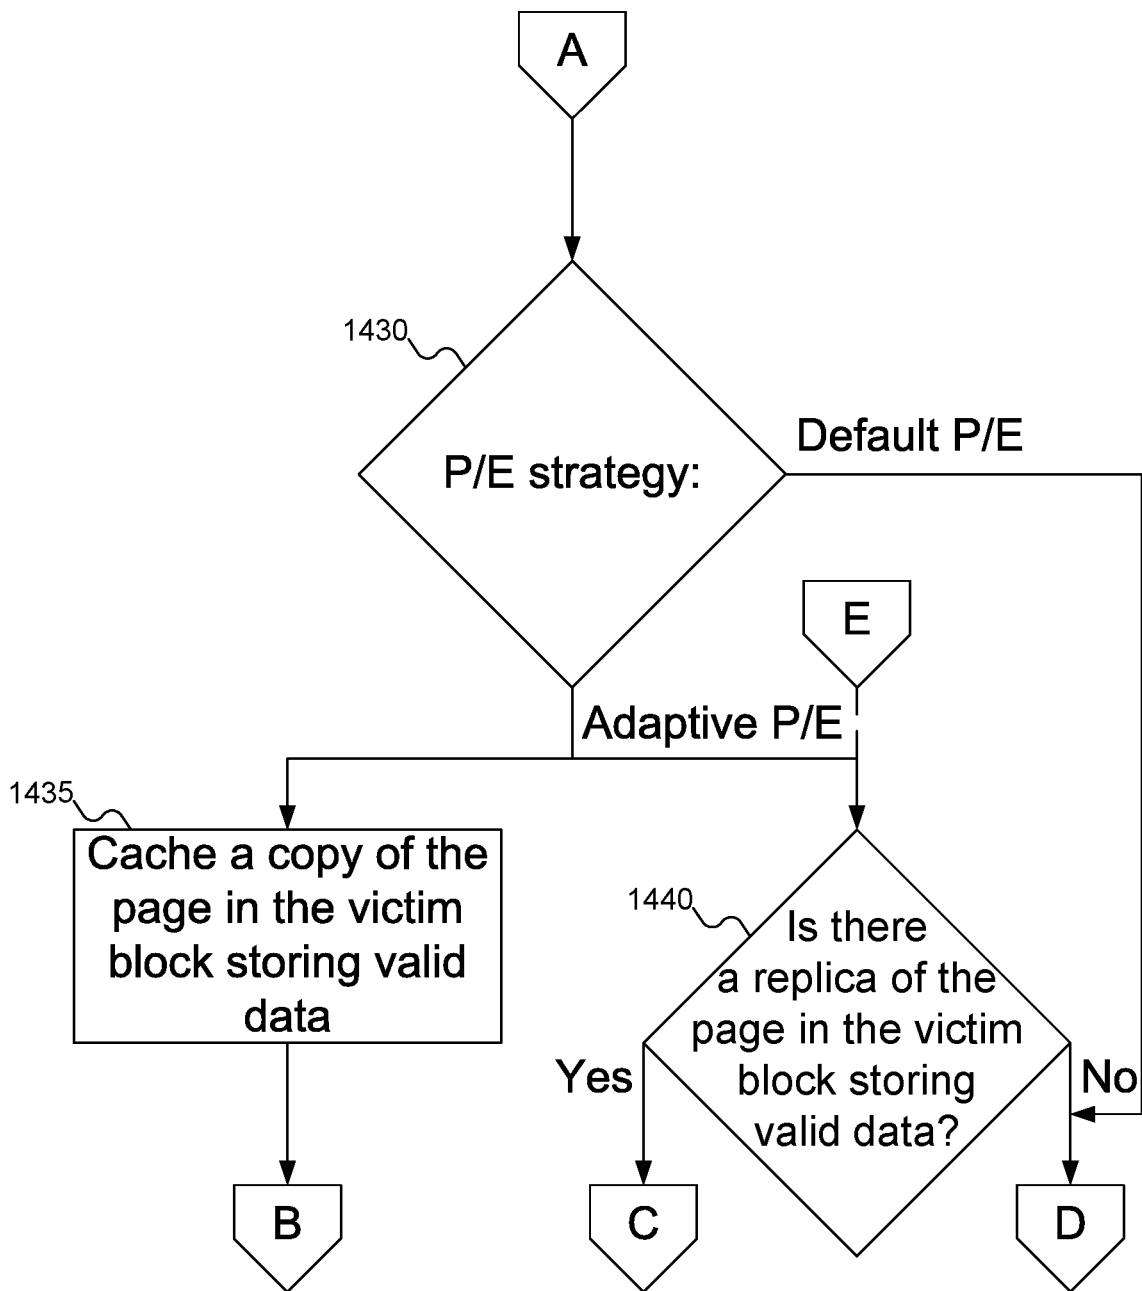 A
1430
Default P/E
P/E strategy:
E
Adaptive P/E
1435
Cache a copy of the
page in the victim
block storing valid
data
1440
Is there
a replica of the
page in the victim
block storing
valid data?
Yes
No
B
C
D